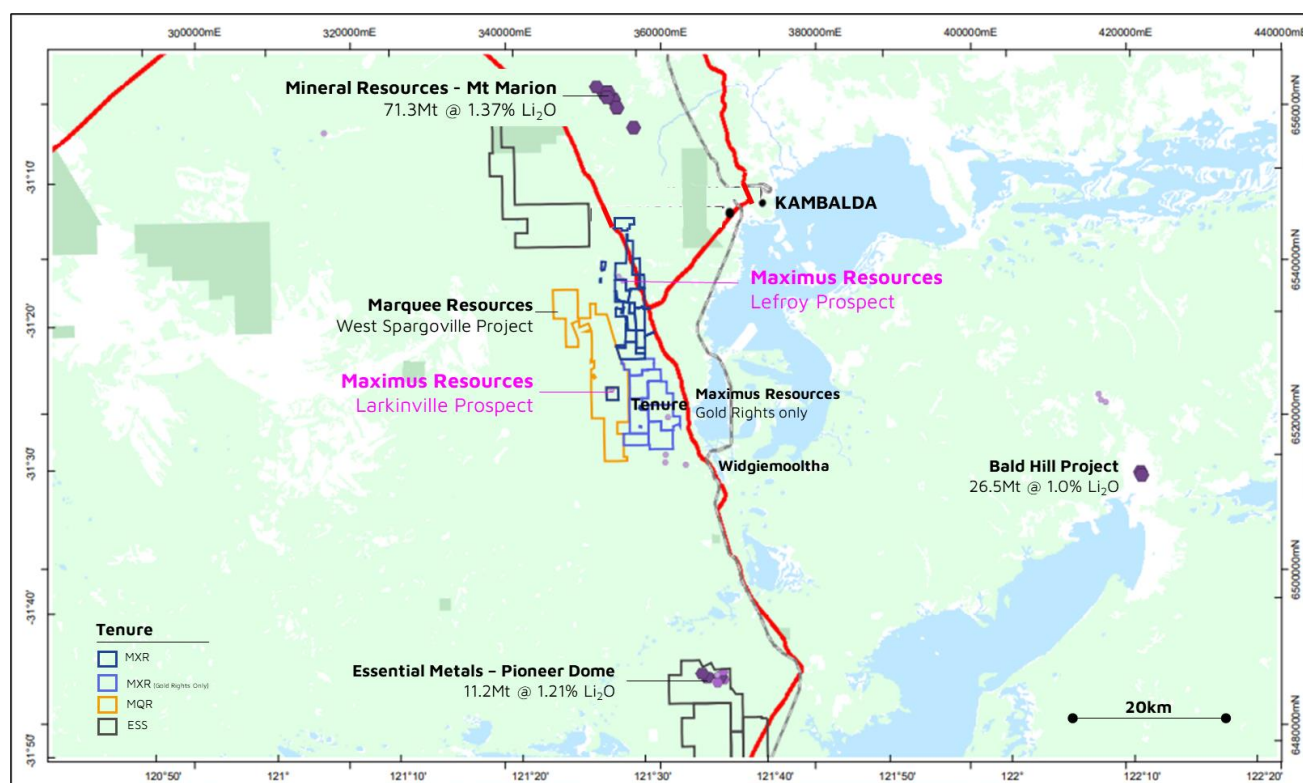 300000mE
320000mE
340000mE
360000mE
380000mE
400000mE
420000mE
440000mE
Mineral Resources - Mt Marion
71.3Mt @ 1.37% Li₂O
6560000mN
-31°10'
KAMBALDA
6540000mN
Maximus Resources
Lefroy Prospect
Marquee Resources
West Spargoville Project
-31°20'
Maximus Resources
Larkinville Prospect
Tenure
Maximus Resources
Gold Rights only
6520000mN
-31°30'
Widgiemooltha
Bald Hill Project
26.5Mt @ 1.0% Li₂O
6500000mN
-31°40'
Tenure
MXR
MXR (Gold Rights Only)
MQR
ESS
Essential Metals – Pioneer Dome
11.2Mt @ 1.21% Li₂O
20km
6480000mN
-31°50'
120°50'
121°
121°10'
121°20'
121°30'
121°40'
121°50'
122°
122°10'
122°20'